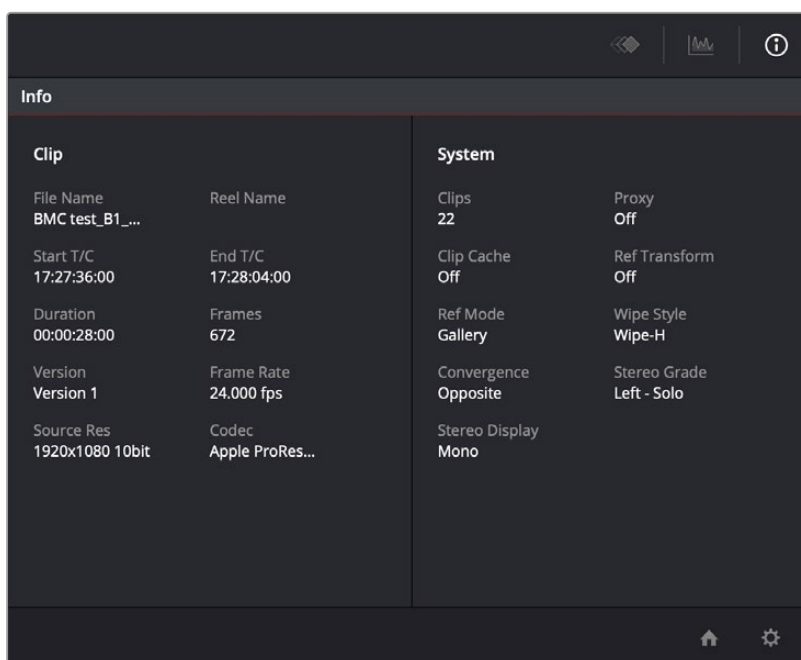 Info
Clip
File Name
Reel Name
BMC test_B1_...
Start T/C
End T/C
17:27:36:00
17:28:04:00
Duration
Frames
00:00:28:00
672
Version
Frame Rate
Version 1
24.000 fps
Source Res
Codec
1920x1080 10bit
Apple ProRes...
System
Clips
Proxy
22
Off
Clip Cache
Ref Transform
Off
Off
Ref Mode
Wipe Style
Gallery
Wipe-H
Convergence
Stereo Grade
Opposite
Left - Solo
Stereo Display
Mono